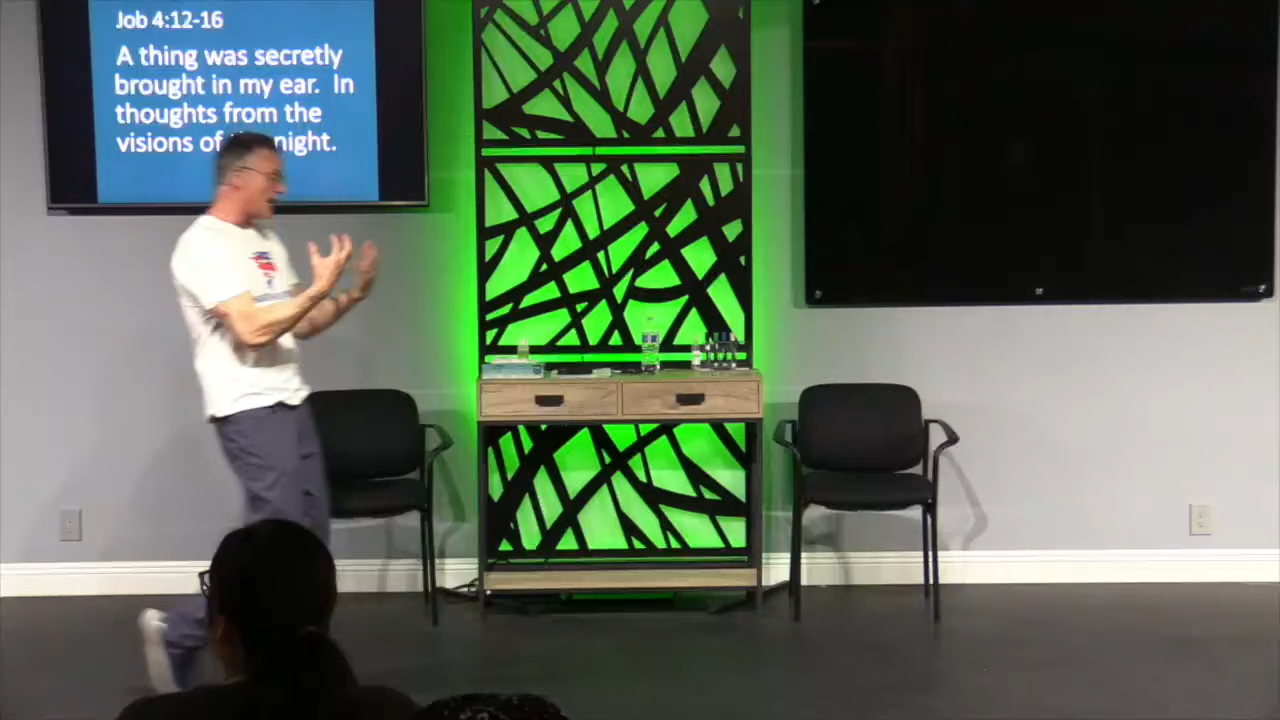 Job 4:12-16
A thing was secretly
brought in my ear. In
thoughts from the
visions of night.